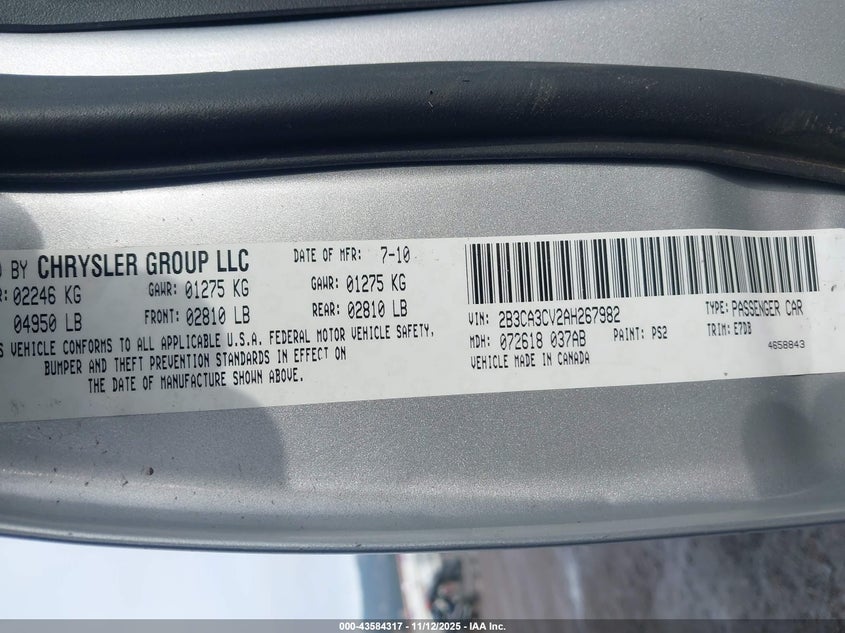 BY CHRYSLER GROUP LLC
DATE OF MFR: 7-10
02246 KG
GAWR: 01275 KG
GAWR: 01275 KG
04950 LB
FRONT: 02810 LB
REAR: 02810 LB
VEHICLE CONFORMS TO ALL APPLICABLE U.S.A. FEDERAL MOTOR VEHICLE SAFETY,
BUMPER AND THEFT PREVENTION STANDARDS IN EFFECT ON
THE DATE OF MANUFACTURE SHOWN ABOVE.
VIN: 2B3CA3CV2AH267982
TYPE: PASSENGER CAR
MDH: 072618 037AB
PAINT: PS2
TRIM: E7DB
VEHICLE MADE IN CANADA
4658843
000-43584317 - 11/12/2025 - IAA Inc.